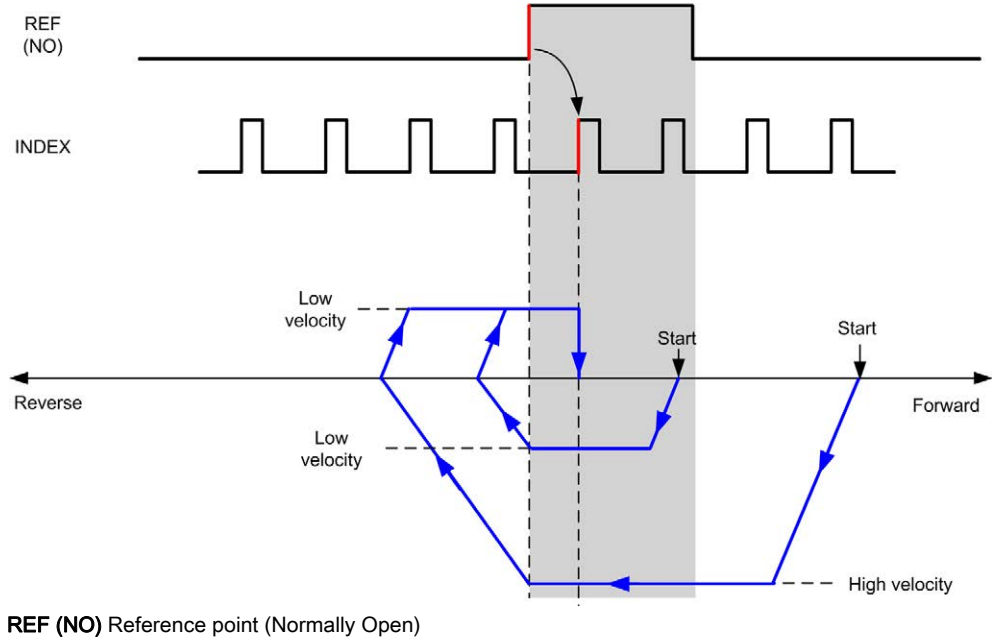 REF
(NO)
INDEX
Low
velocity
Start
Start
Reverse
Forward
Low
velocity
High velocity
REF (NO) Reference point (Normally Open)